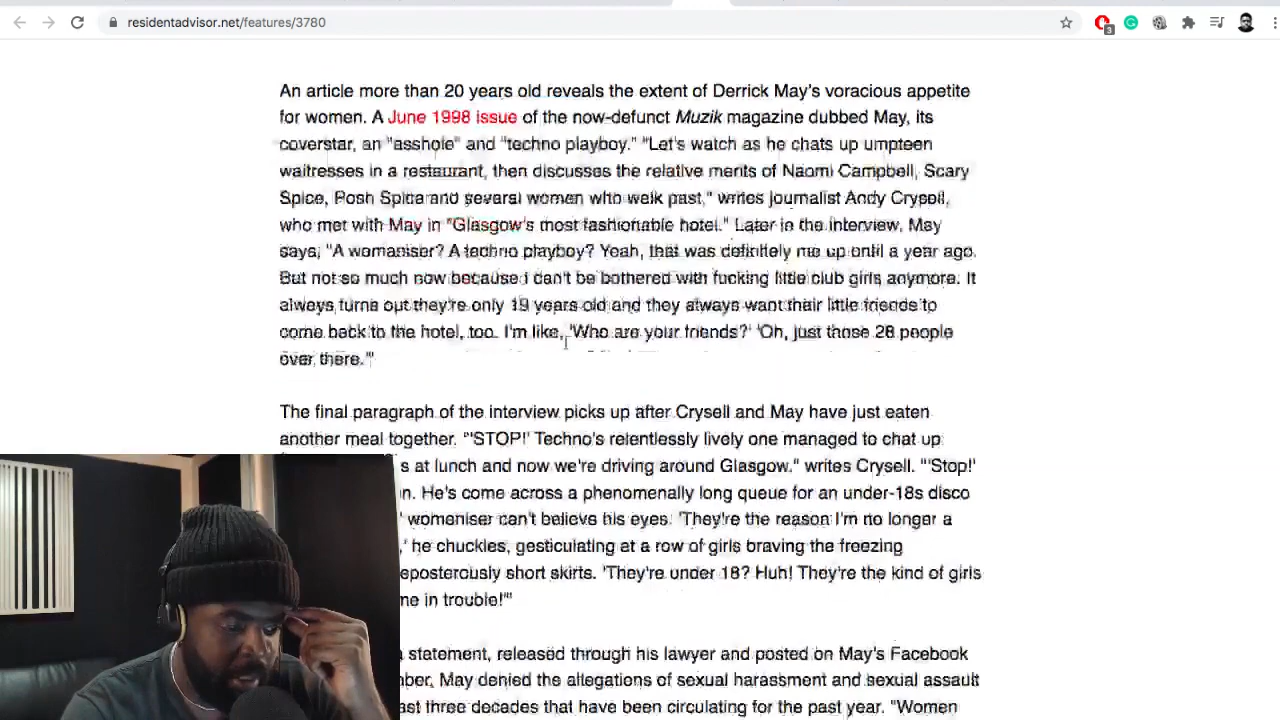 residentadvisor.net/features/3780
3
An article more than 20 years old reveals the extent of Derrick May's voracious appetite
for women. A June 1998 issue of the now-defunct Muzik magazine dubbed May, its
coverstar, an "asshole" and "techno playboy." "Let's watch as he chats up umpteen
waitresses in a restaurant, then discusses the relative merits of Naomi Campbell, Scary
Spice, Posh Spice and several women who walk past," writes journalist Andy Crysell,
who met with May in "Glasgow's most fashionable hotel." Later in the interview, May
says, "A womaniser? A techno playboy? Yeah, that was definitely me up until a year ago.
But not so much now because I can't be bothered with fucking little club girls anymore. It
always turns out they're only 19 years old and they always want their little friends to
come back to the hotel, too. I'm like, 'Who are your friends?' 'Oh, just those 28 people
over there.'"
The final paragraph of the interview picks up after Crysell and May have just eaten
another meal together. "'STOP!' Techno's relentlessly lively one managed to chat up
s at lunch and now we're driving around Glasgow." writes Crysell. "'Stop!'
n. He's come across a phenomenally long queue for an under-18s disco
' womeniser can't believe his eyes. 'They're the reason I'm no longer a
,' he chuckles, gesticulating at a row of girls braving the freezing
eposterously short skirts. 'They're under 18? Huh! They're the kind of girls
me in trouble!'"
a statement, released through his lawyer and posted on May's Facebook
ber, May denied the allegations of sexual harassment and sexual assault
ast three decades that have been circulating for the past year. "Women